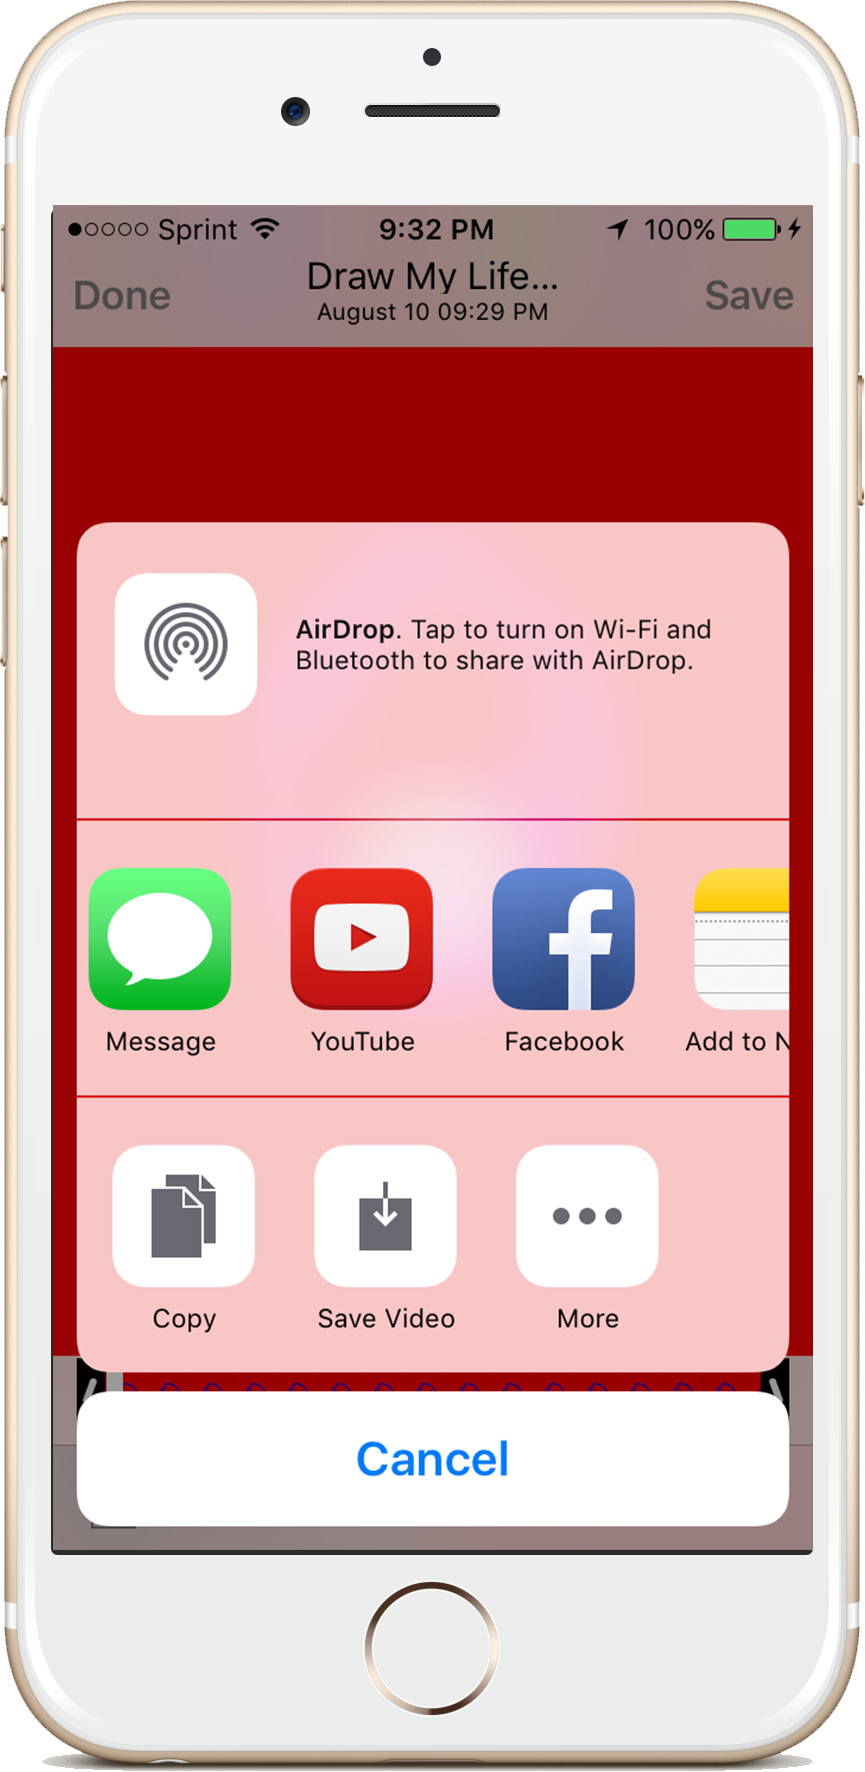 Sprint 9:32 PM 100%
Done Draw My Life... Save
August 10 09:29 PM
AirDrop. Tap to turn on Wi-Fi and
Bluetooth to share with AirDrop.
Message YouTube Facebook Add to N
Copy Save Video More
Cancel